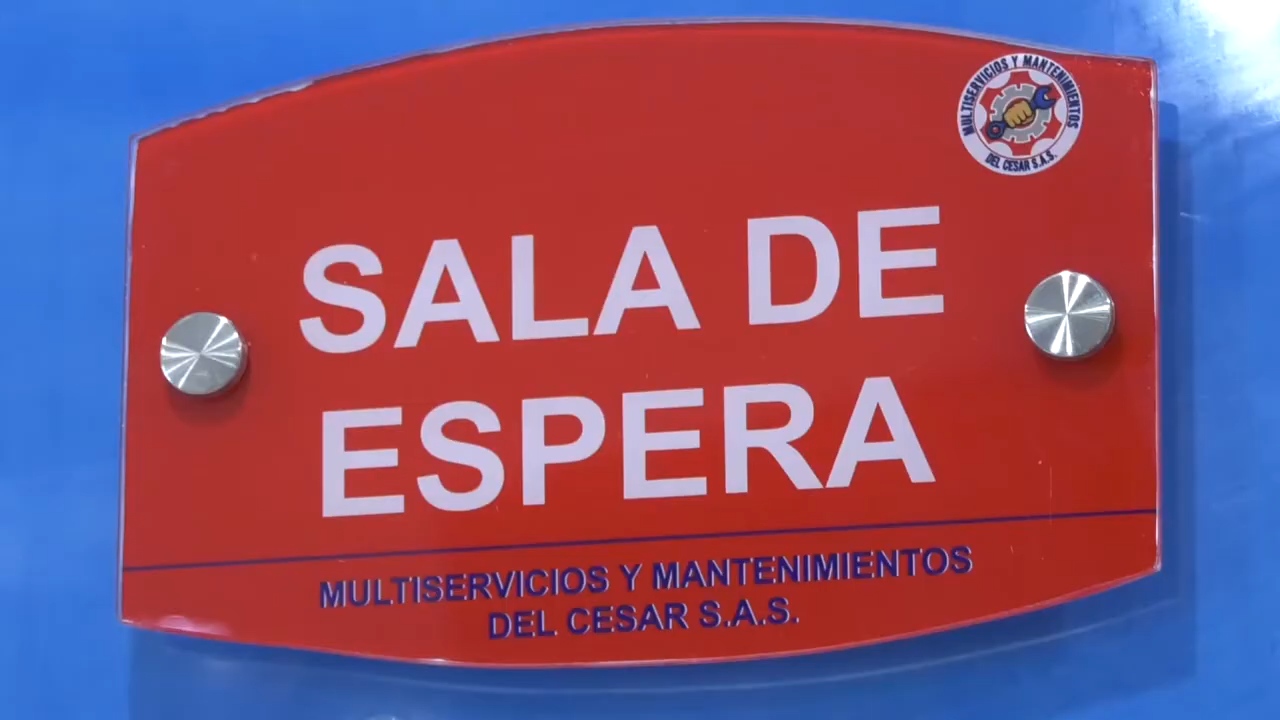 MULTISERVICIOS Y MANTENIMIENTOS
DEL CESAR S.A.S.
SALA DE
ESPERA
MULTISERVICIOS Y MANTENIMIENTOS
DEL CESAR S.A.S.